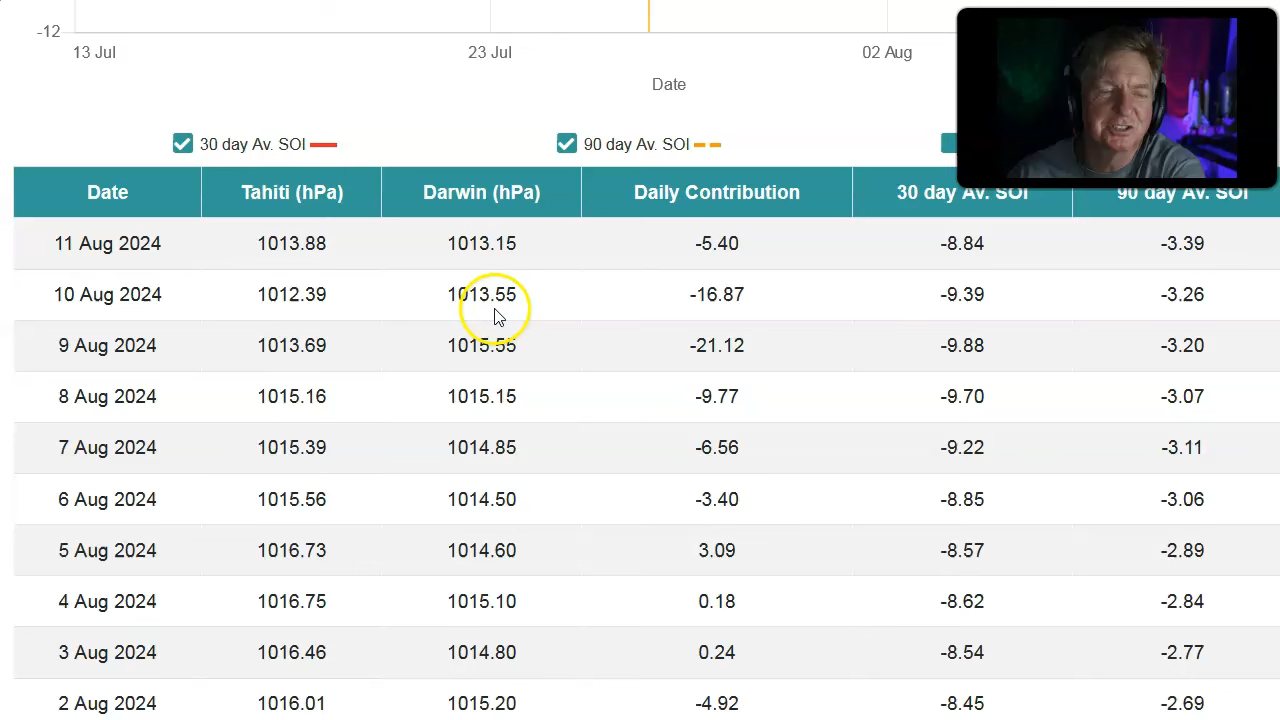 -12
13 Jul 23 Jul 02 Aug
Date
30 day Av. SOI 90 day Av. SOI
Date Tahiti (hPa) Darwin (hPa) Daily Contribution 30 day Av. SOI 90 day Av. SOI
11 Aug 2024 1013.88 1013.15 -5.40 -8.84 -3.39
10 Aug 2024 1012.39 1013.55 -16.87 -9.39 -3.26
9 Aug 2024 1013.69 1015.55 -21.12 -9.88 -3.20
8 Aug 2024 1015.16 1015.15 -9.77 -9.70 -3.07
7 Aug 2024 1015.39 1014.85 -6.56 -9.22 -3.11
6 Aug 2024 1015.56 1014.50 -3.40 -8.85 -3.06
5 Aug 2024 1016.73 1014.60 3.09 -8.57 -2.89
4 Aug 2024 1016.75 1015.10 0.18 -8.62 -2.84
3 Aug 2024 1016.46 1014.80 0.24 -8.54 -2.77
2 Aug 2024 1016.01 1015.20 -4.92 -8.45 -2.69